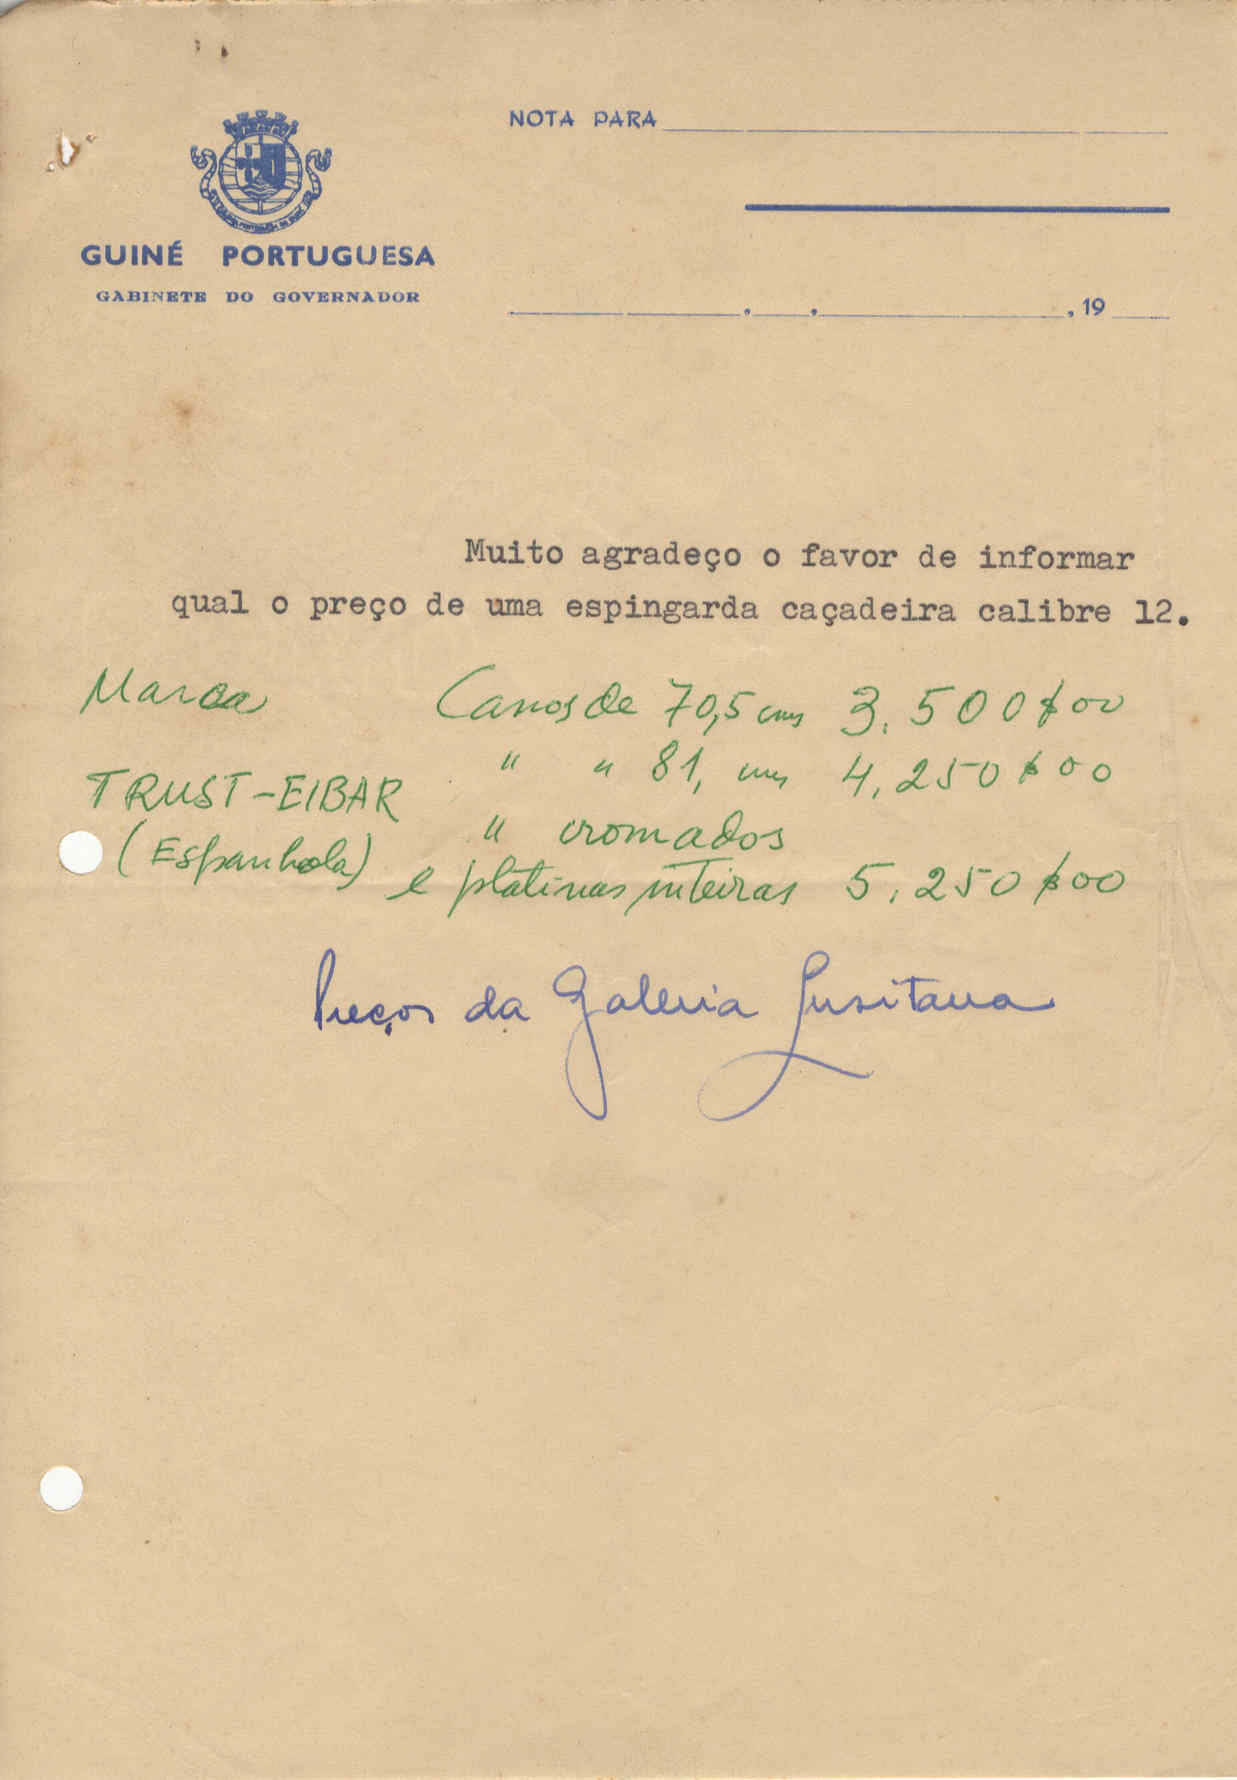 NOTA PARA
GUINÉ PORTUGUESA
GABINETE DO GOVERNADOR
, 19
Muito agradeço o favor de informar
qual o preço de uma espingarda caçadeira calibre 12.
Marca Canos de 70,5 cms 3.500$00
" " 81, cms 4.250$00
TRUST-EIBAR
" cromados
(Espanhola)
e platinas inteiras 5.250$00
Preços da Galeria Lusitana